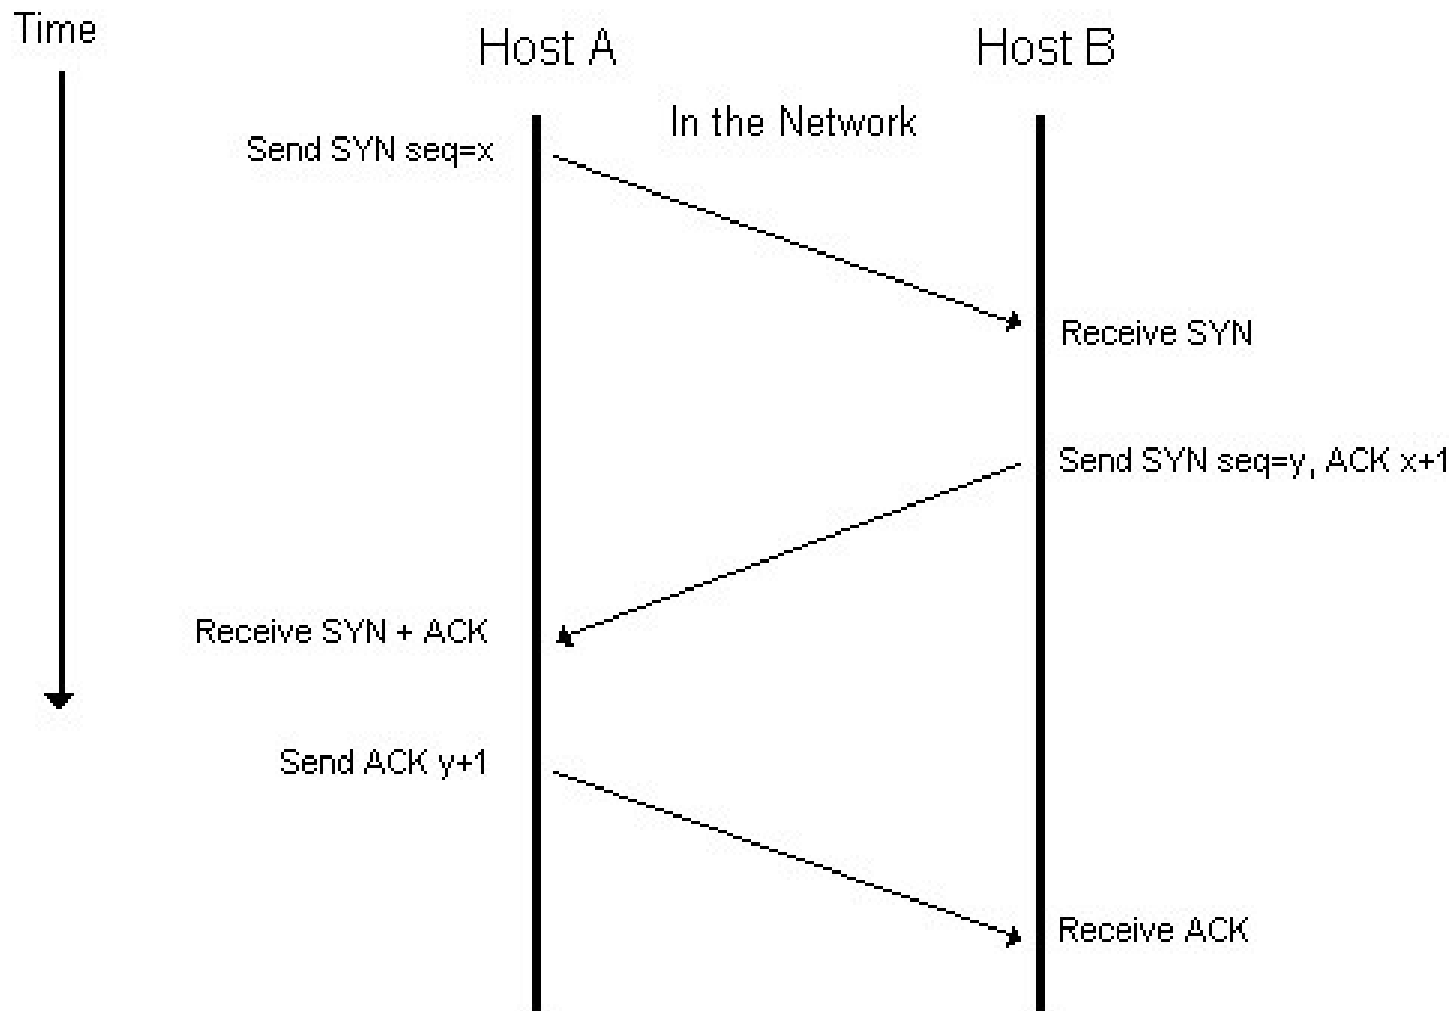 Time
Host A
Host B
In the Network
Send SYN seq=x
Receive SYN
Send SYN seq=y, ACK x+1
Receive SYN + ACK
Send ACK y+1
Receive ACK